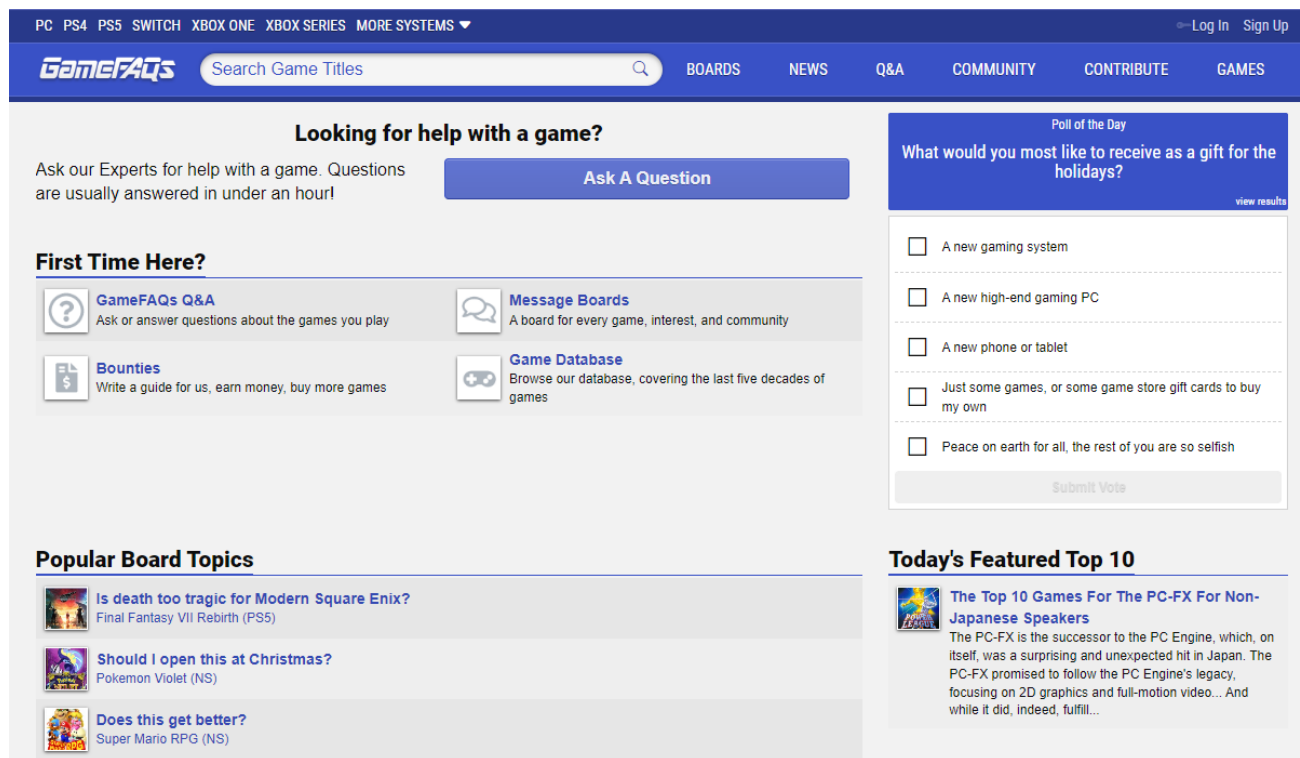 PC PS4 PS5 SWITCH XBOX ONE XBOX SERIES MORE SYSTEMS
Log In Sign Up
GameFAQs
Search Game Titles
BOARDS NEWS Q&A COMMUNITY CONTRIBUTE GAMES
Looking for help with a game?
Ask our Experts for help with a game. Questions
are usually answered in under an hour!
Ask A Question
First Time Here?
GameFAQs Q&A
Ask or answer questions about the games you play
Message Boards
A board for every game, interest, and community
Bounties
Write a guide for us, earn money, buy more games
Game Database
Browse our database, covering the last five decades of
games
Poll of the Day
What would you most like to receive as a gift for the
holidays?
view results
A new gaming system
A new high-end gaming PC
A new phone or tablet
Just some games, or some game store gift cards to buy
my own
Peace on earth for all, the rest of you are so selfish
Submit Vote
Popular Board Topics
Is death too tragic for Modern Square Enix?
Final Fantasy VII Rebirth (PS5)
Should I open this at Christmas?
Pokemon Violet (NS)
Does this get better?
Super Mario RPG (NS)
Today's Featured Top 10
POWER
LEAGUE
The Top 10 Games For The PC-FX For Non-
Japanese Speakers
The PC-FX is the successor to the PC Engine, which, on
itself, was a surprising and unexpected hit in Japan. The
PC-FX promised to follow the PC Engine's legacy,
focusing on 2D graphics and full-motion video... And
while it did, indeed, fulfill...